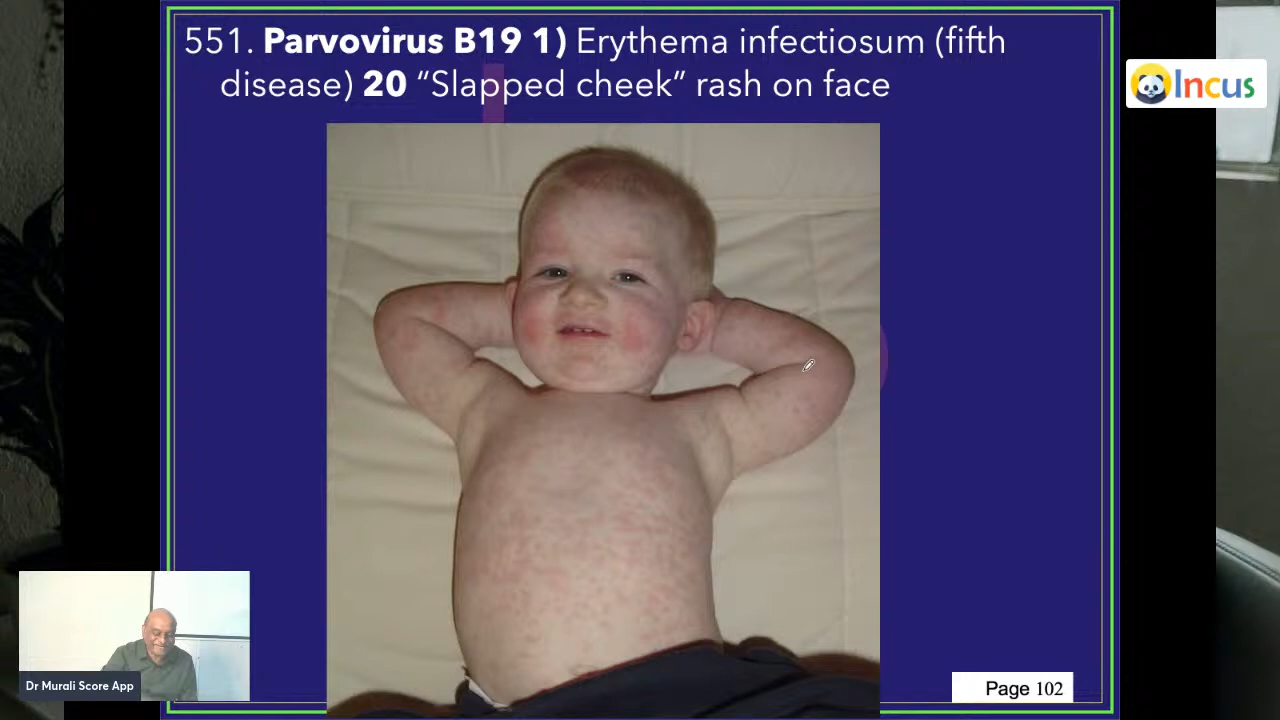 551. Parvovirus B19 1) Erythema infectiosum (fifth
disease) 20 “Slapped cheek” rash on face
Incus
Dr Murali Score App
Page 102